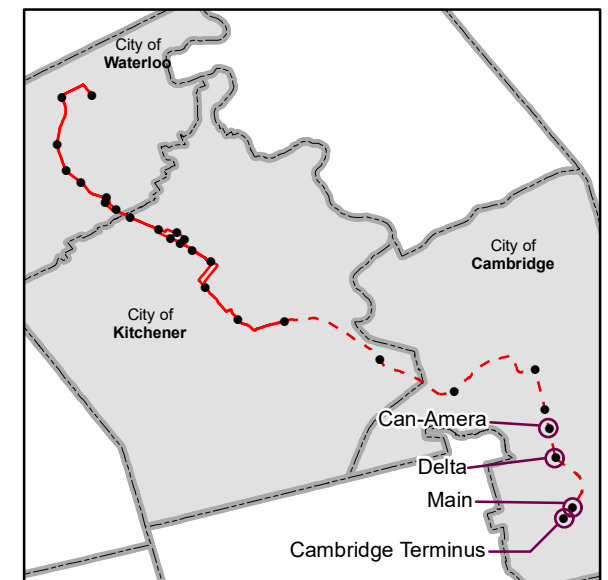 City of
Waterloo
City of
Cambridge
City of
Kitchener
Can-Amera
Delta
Main
Cambridge Terminus